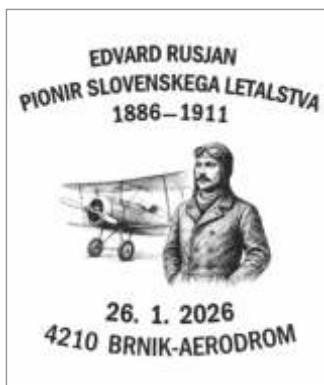 EDVARD RUSJAN
PIONIR SLOVENSKEGA LETALSTVA
1886–1911
26. 1. 2026
4210 BRNIK-AERODROM